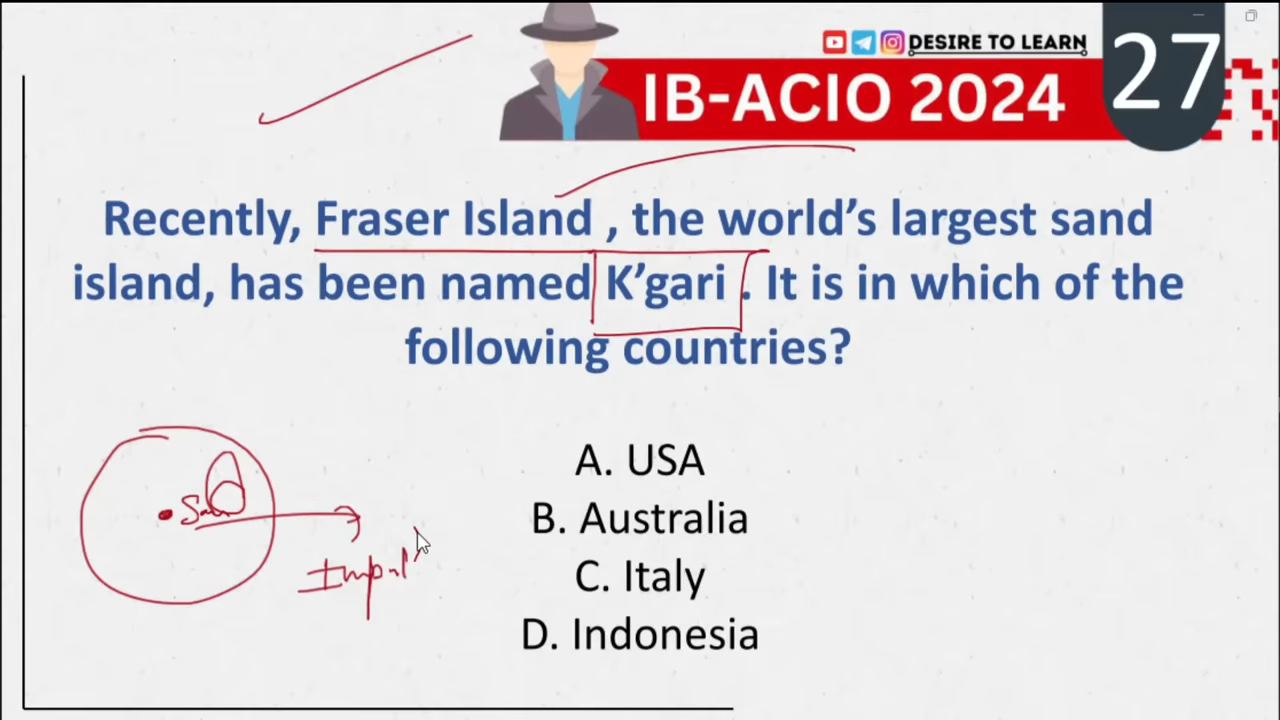 DESIRE TO LEARN
27
IB-ACIO 2024
Recently, Fraser Island , the world’s largest sand
island, has been named K’gari . It is in which of the
following countries?
A. USA
B. Australia
C. Italy
D. Indonesia